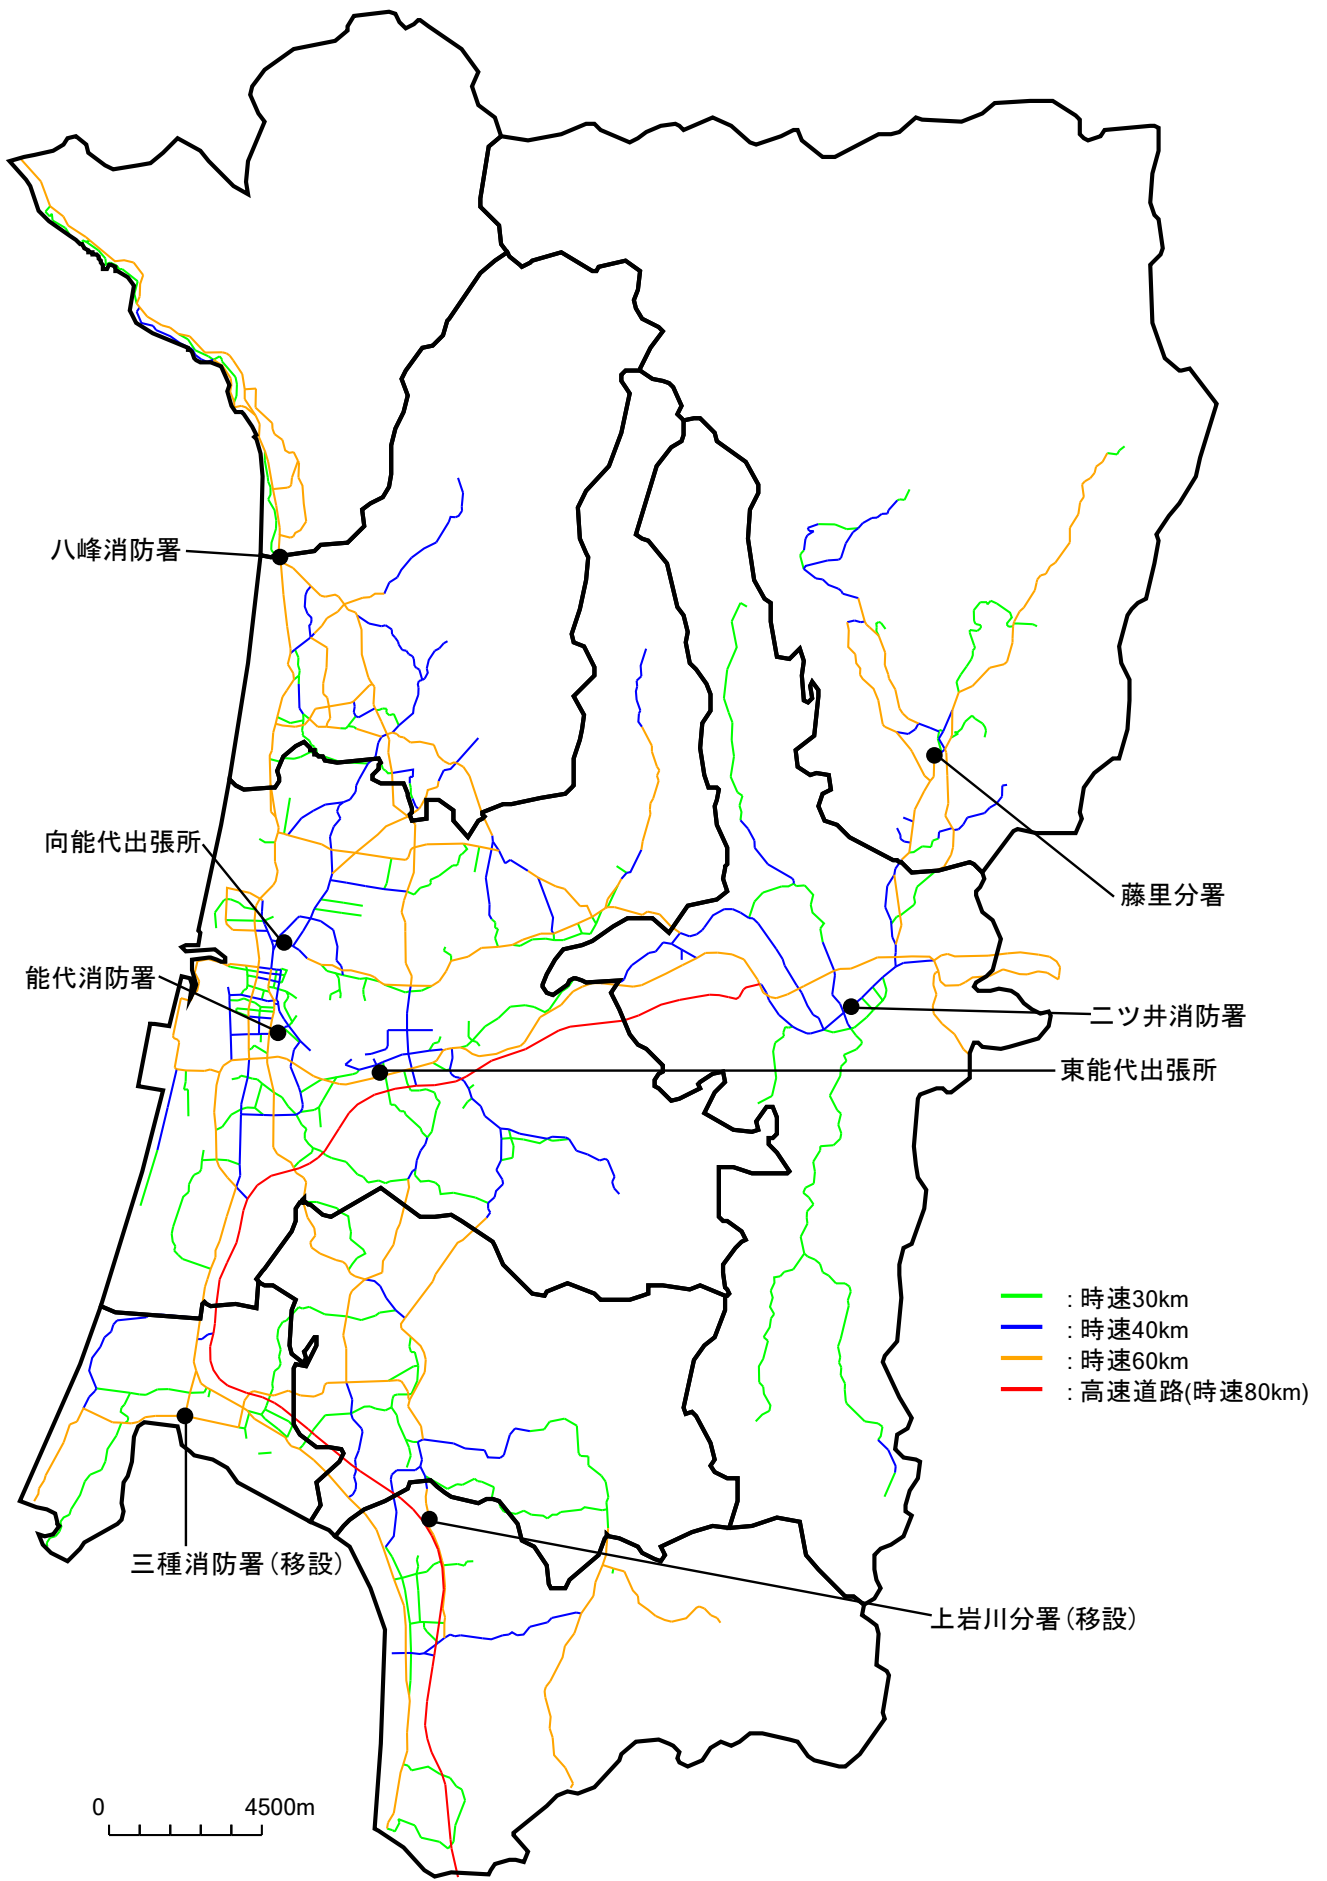 八峰消防署
向能代出張所
藤里分署
能代消防署
二ツ井消防署
東能代出張所
：時速30km
：時速40km
：時速60km
：高速道路(時速80km)
三種消防署（移設）
上岩川分署（移設）
0 4500m